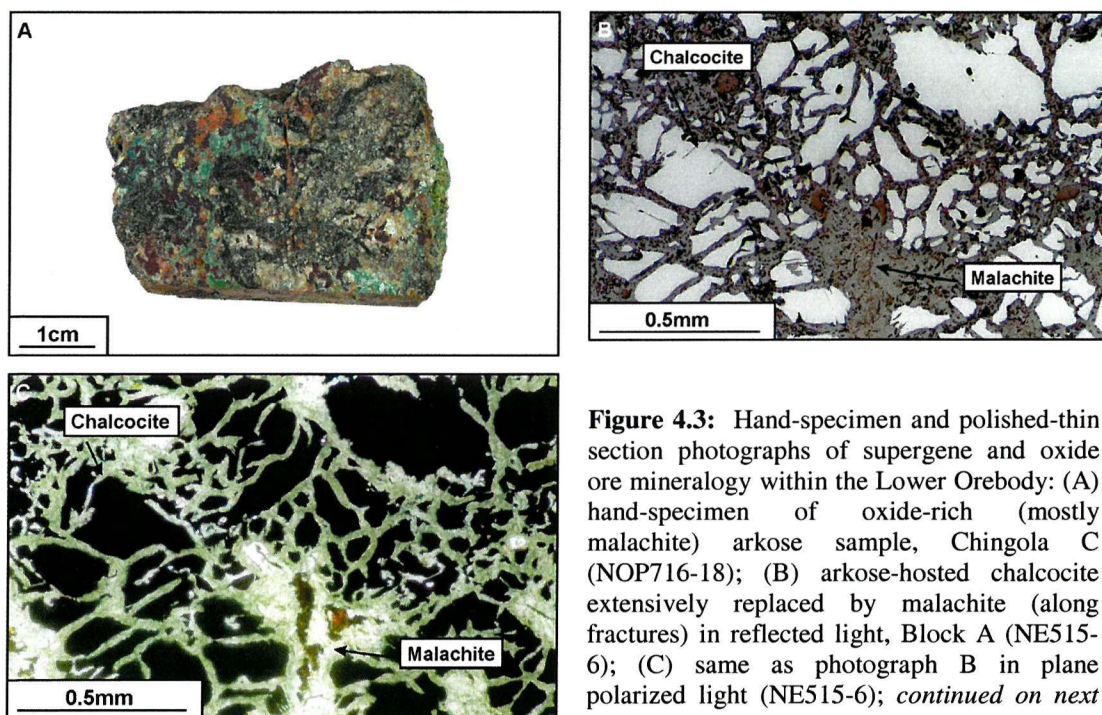 A
1cm
B
Chalcocite
Malachite
0.5mm
C
Chalcocite
Malachite
0.5mm
Figure 4.3: Hand-specimen and polished-thin
section photographs of supergene and oxide
ore mineralogy within the Lower Orebody: (A)
hand-specimen of oxide-rich (mostly
malachite) arkose sample, Chingola C
(NOP716-18); (B) arkose-hosted chalcocite
extensively replaced by malachite (along
fractures) in reflected light, Block A (NE515-
6); (C) same as photograph B in plane
polarized light (NE515-6); continued on next